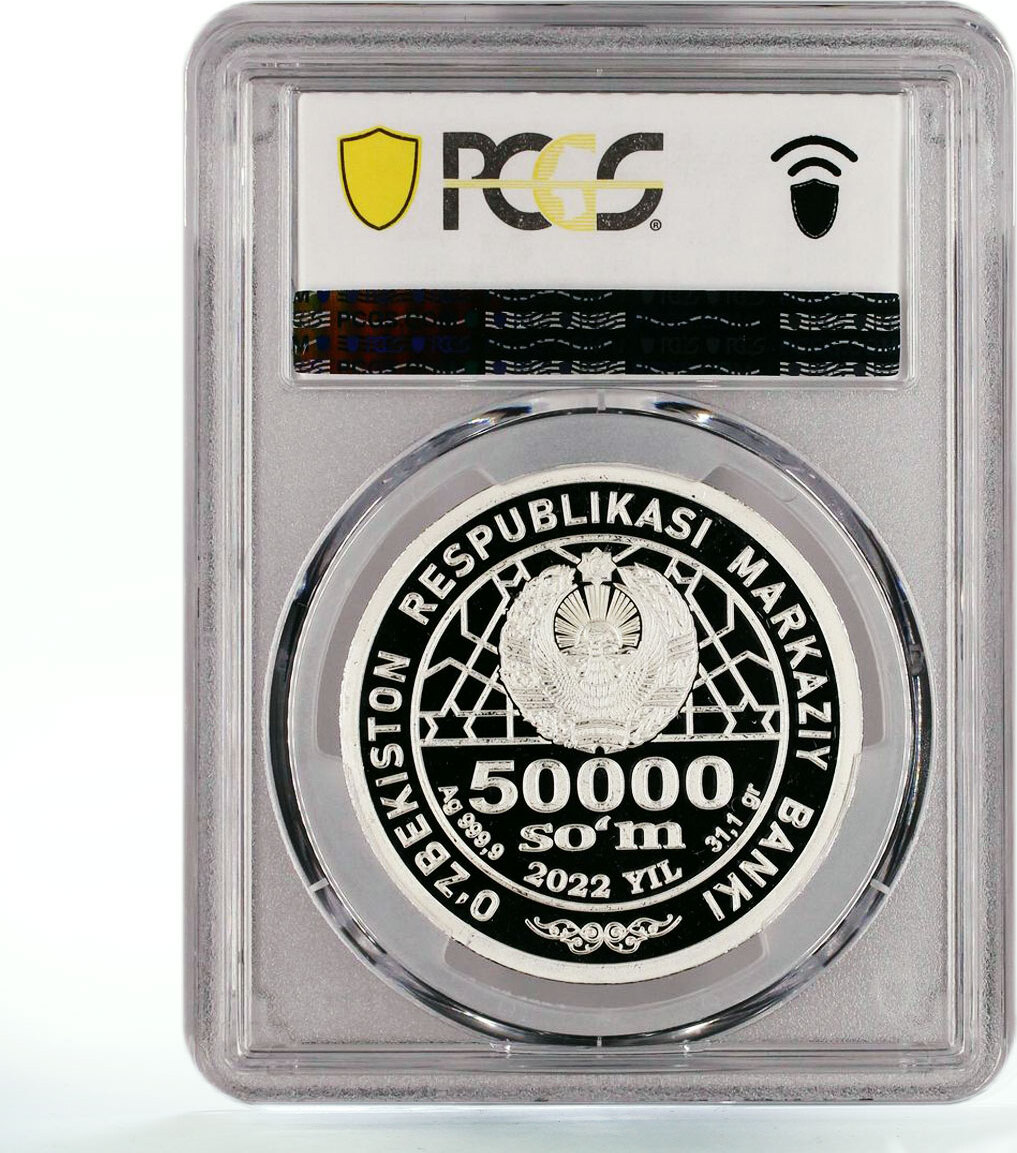 PCGS®
O'ZBEKISTON RESPUBLIKASI MARKAZIY BANKI
50000
so'm
Ag 999,9
31,1 gr
2022 YIL